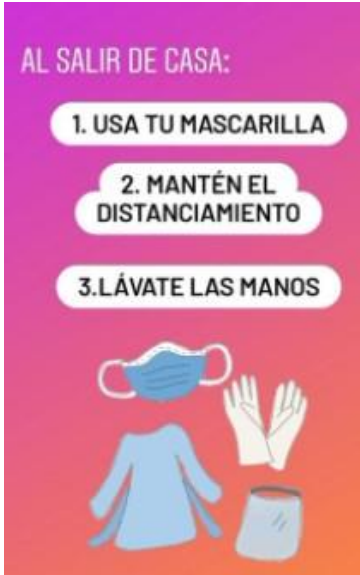 AL SALIR DE CASA:
1. USA TU MASCARILLA
2. MANTÉN EL
DISTANCIAMIENTO
3.LÁVATE LAS MANOS